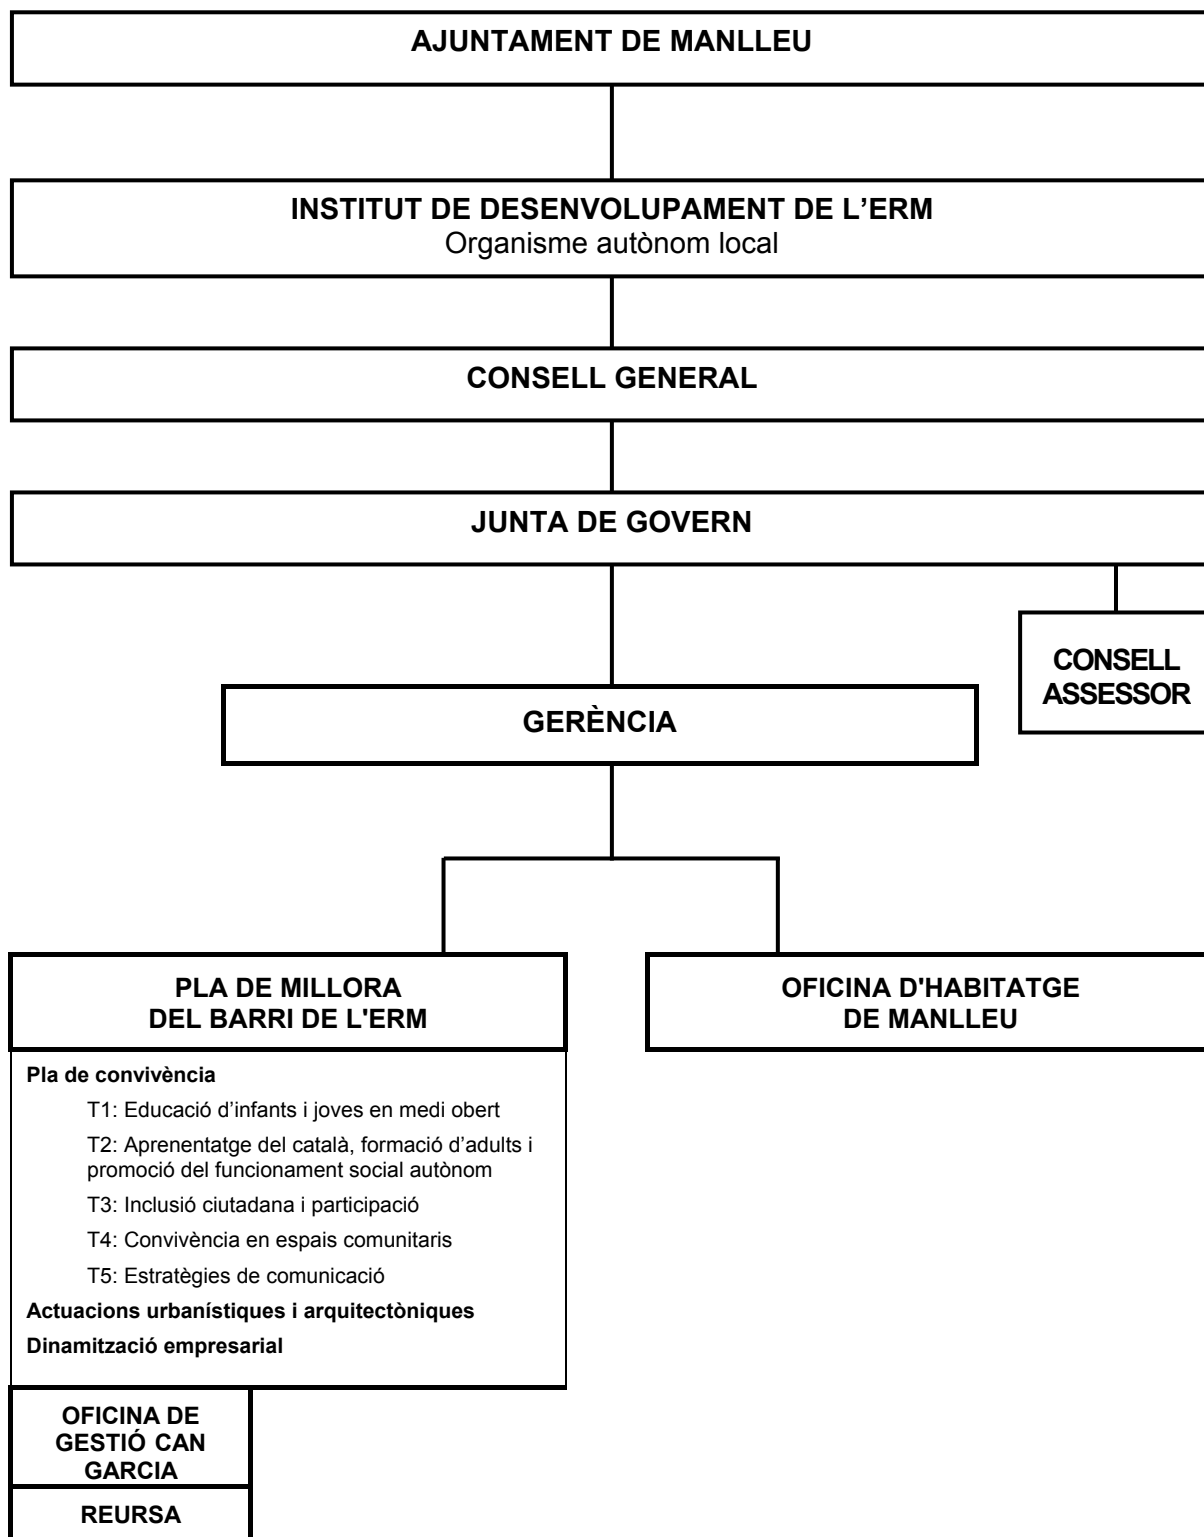 AJUNTAMENT DE MANLLEU
INSTITUT DE DESENVOLUPAMENT DE L’ERM
Organisme autònom local
CONSELL GENERAL
JUNTA DE GOVERN
CONSELL
ASSESSOR
GERÈNCIA
PLA DE MILLORA
DEL BARRI DE L'ERM
OFICINA D'HABITATGE
DE MANLLEU
Pla de convivència
T1: Educació d’infants i joves en medi obert
T2: Aprenentatge del català, formació d’adults i
promoció del funcionament social autònom
T3: Inclusió ciutadana i participació
T4: Convivència en espais comunitaris
T5: Estratègies de comunicació
Actuacions urbanístiques i arquitectòniques
Dinamització empresarial
OFICINA DE
GESTIÓ CAN
GARCIA
REURSA